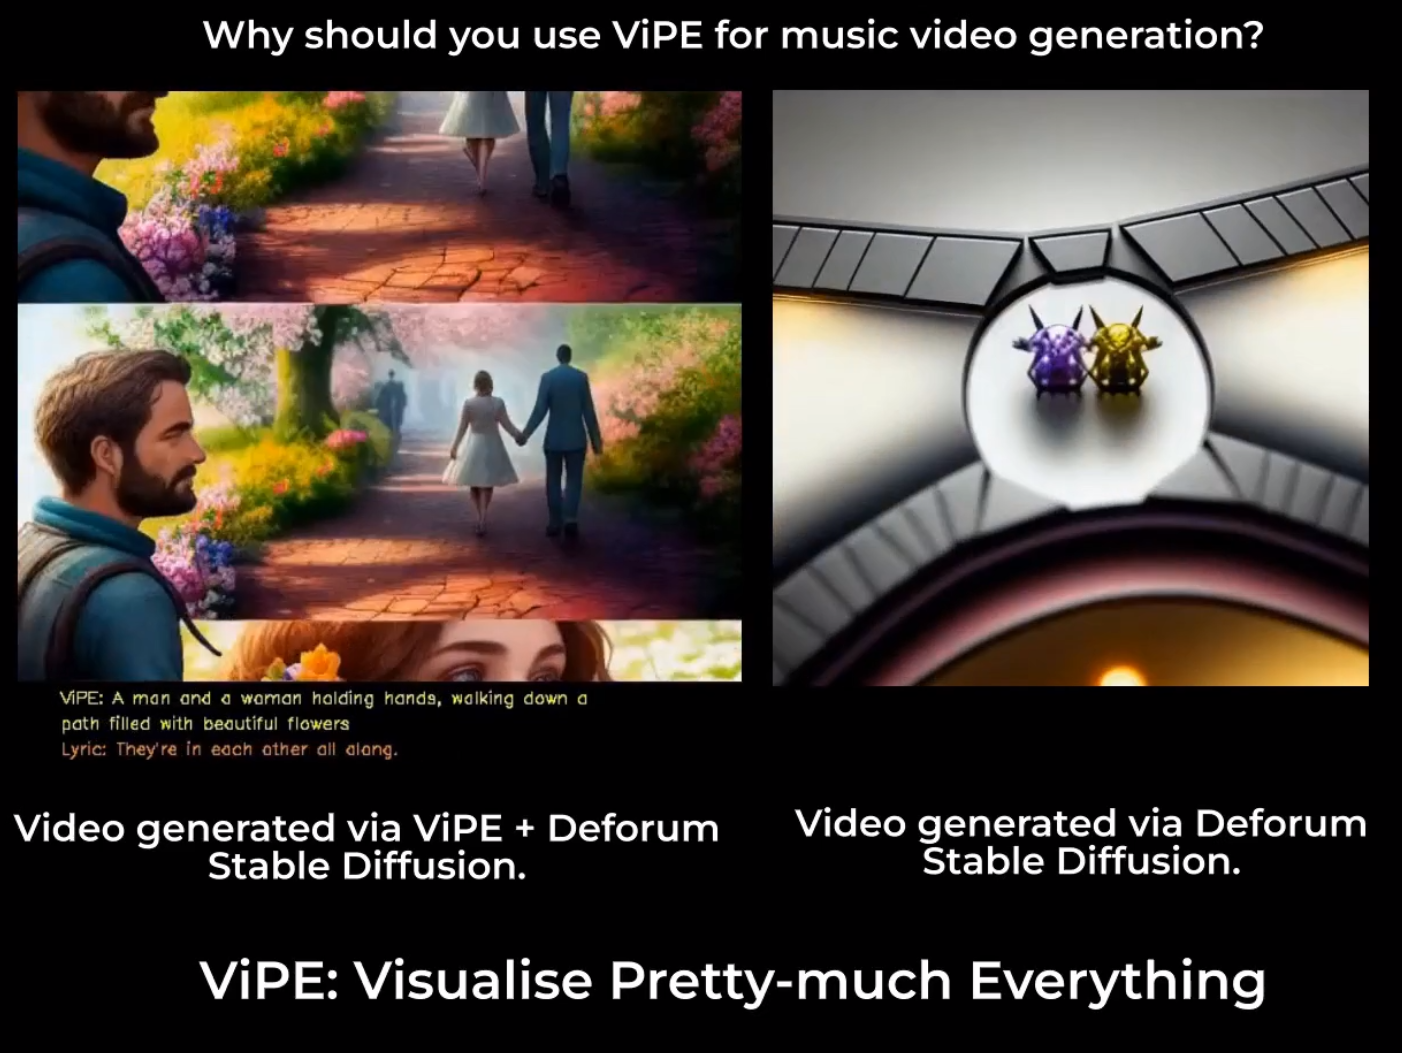 Why should you use ViPE for music video generation?
ViPE: A man and a woman holding hands, walking down a
path filled with beautiful flowers
Lyric: They're in each other all along.
Video generated via ViPE + Deforum
Stable Diffusion.
Video generated via Deforum
Stable Diffusion.
ViPE: Visualise Pretty-much Everything